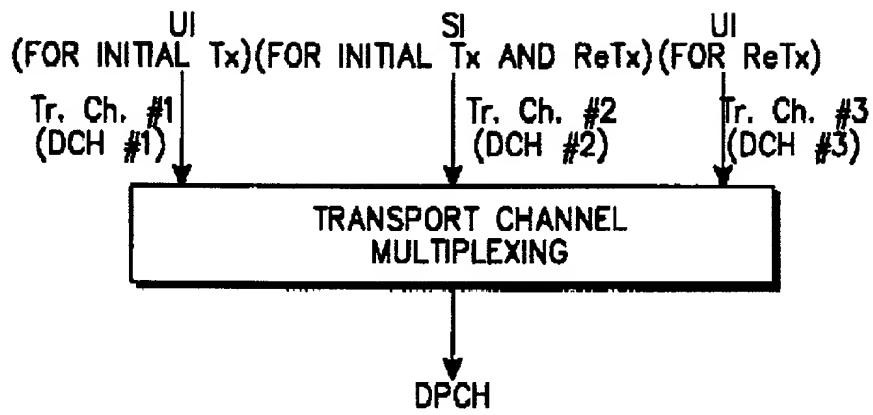 UI SI UI
(FOR INITIAL Tx)(FOR INITIAL Tx AND ReTx)(FOR ReTx)
Tr. Ch. #1 Tr. Ch. #2 Tr. Ch. #3
(DCH #1) (DCH #2) (DCH #3)
TRANSPORT CHANNEL
MULTIPLEXING
DPCH